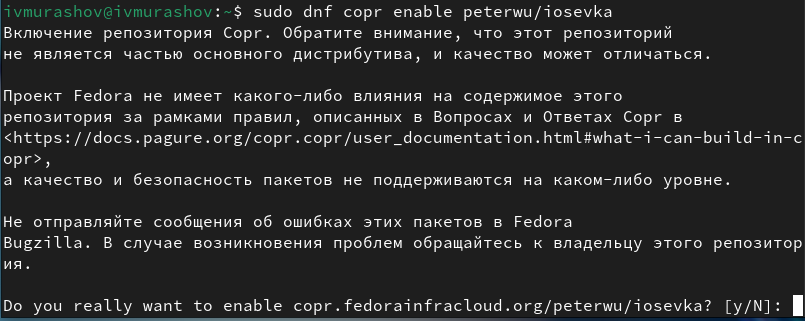 ivmurashov@ivmurashov:~$ sudo dnf copr enable peterwu/iosevka
Включение репозитория Copr. Обратите внимание, что этот репозиторий
не является частью основного дистрибутива, и качество может отличаться.
Проект Fedora не имеет какого-либо влияния на содержимое этого
репозитория за рамками правил, описанных в Вопросах и Ответах Copr в
<https://docs.pagure.org/copr.copr/user_documentation.html#what-i-can-build-in-c
opr>,
а качество и безопасность пакетов не поддерживаются на каком-либо уровне.
Не отправляйте сообщения об ошибках этих пакетов в Fedora
Bugzilla. В случае возникновения проблем обращайтесь к владельцу этого репозитор
ия.
Do you really want to enable copr.fedorainfracloud.org/peterwu/iosevka? [y/N]: